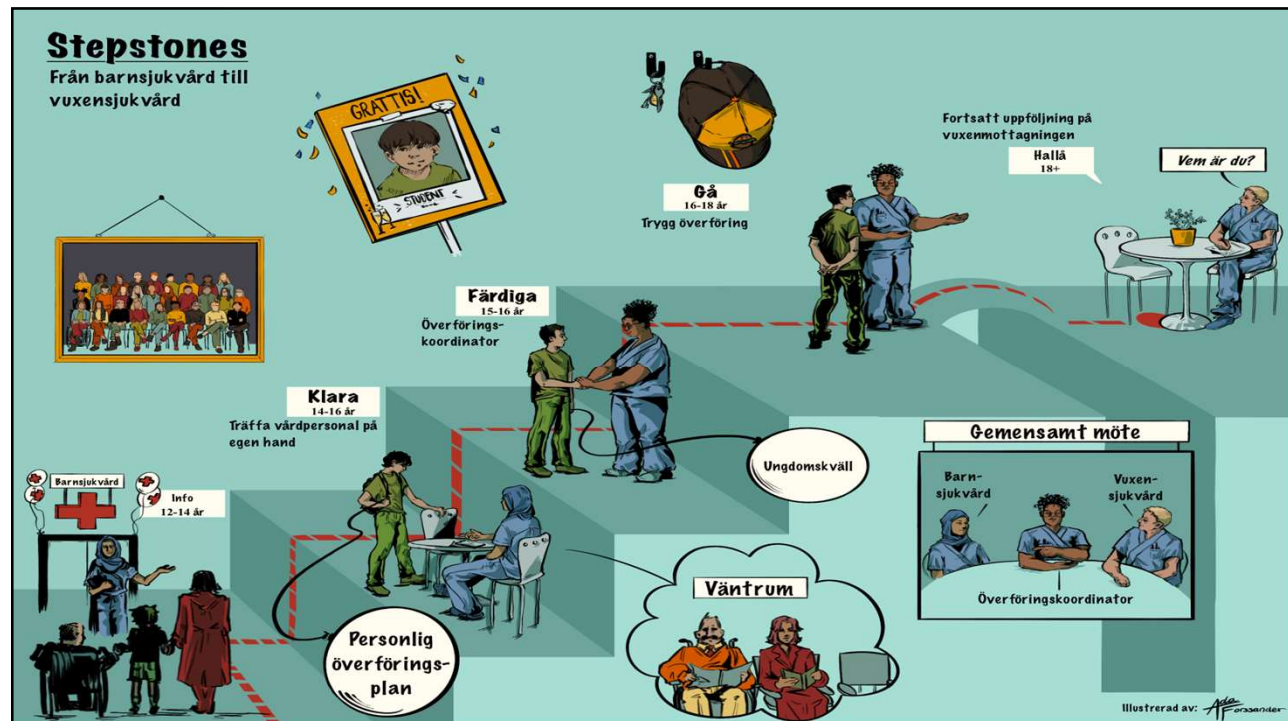 Stepstones
Från barnsjukvård till
vuxensjukvård
GRATTIS!
STUDENT
Gå
16-18 år
Trygg överföring
Fortsatt uppföljning på
vuxenmottagningen
Hallå
18+
Vem är du?
Färdiga
15-16 år
Överförings-
koordinator
Klara
14-16 år
Träffa vårdpersonal på
egen hand
Barnsjukvård
Info
12-14 år
Personlig
överförings-
plan
Ungdomskväll
Väntrum
Gemensamt möte
Barn-
sjukvård
Vuxen-
sjukvård
Överföringskoordinator
Illustrerad av: Ada
Forssander